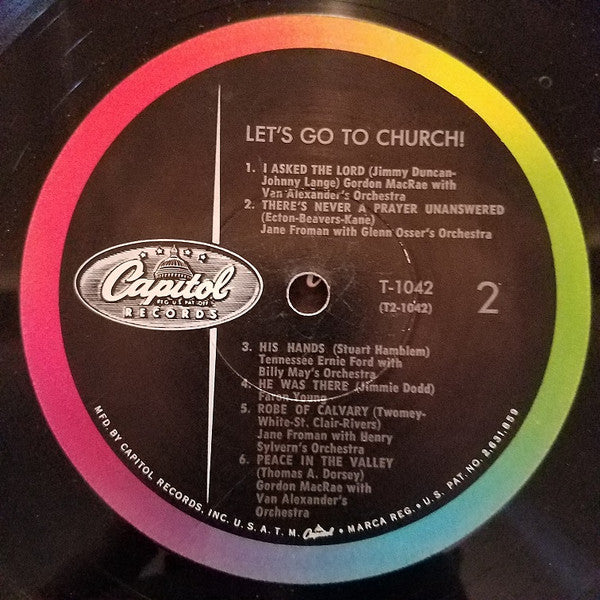 LET'S GO TO CHURCH!
1. I ASKED THE LORD (Jimmy Duncan-
Johnny Lange) Gordon MacRae with
Van Alexander's Orchestra
2. THERE'S NEVER A PRAYER UNANSWERED
(Ecton-Beavers-Kane)
Jane Froman with Glenn Osser's Orchestra
Capitol
REG. U.S. PAT. OFF.
RECORDS
T-1042
(T2-1042)
2
3. HIS HANDS (Stuart Hamblem)
Tennessee Ernie Ford with
Billy May's Orchestra
4. HE WAS THERE (Jimmie Dodd)
Faron Young
5. ROBE OF CALVARY (Twomey-
White-St. Clair-Rivers)
Jane Froman with Henry
Sylvern's Orchestra
6. PEACE IN THE VALLEY
(Thomas A. Dorsey)
Gordon MacRae with
Van Alexander's
Orchestra
MFD. BY CAPITOL RECORDS, INC. U. S. A. T. M. Capitol • MARCA REG. • U. S. PAT. NO. 2,631,859